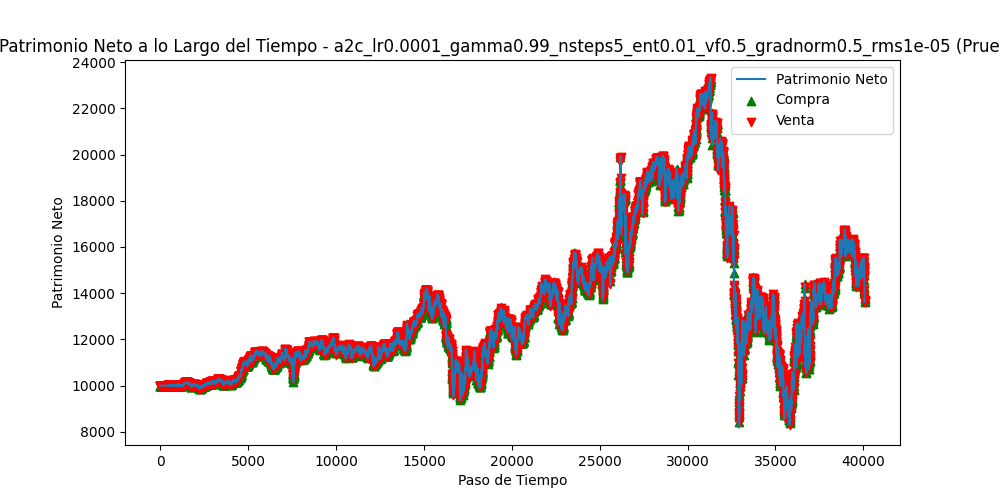 Patrimonio Neto a lo Largo del Tiempo - a2c_lr0.0001_gamma0.99_nsteps5_ent0.01_vf0.5_gradnorm0.5_rms1e-05 (Prue
24000
22000
20000
18000
16000
14000
12000
10000
8000
Patrimonio Neto
Patrimonio Neto
Compra
Venta
0 5000 10000 15000 20000 25000 30000 35000 40000
Paso de Tiempo